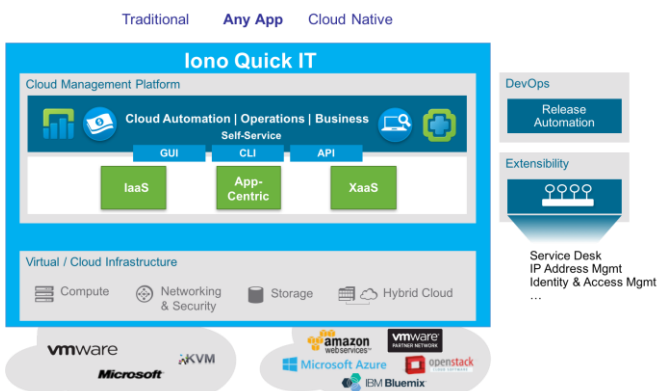 Traditional Any App Cloud Native
Iono Quick IT
Cloud Management Platform
Cloud Automation | Operations | Business
Self-Service
GUI CLI API
IaaS
App-
Centric
XaaS
Virtual / Cloud Infrastructure
Compute
Networking
& Security
Storage
Hybrid Cloud
DevOps
Release
Automation
Extensibility
Service Desk
IP Address Mgmt
Identity & Access Mgmt
...
vmware
KVM
Microsoft
amazon
webservices
vmware
PARTNER NETWORK
Microsoft Azure
openstack
CLOUD SOFTWARE
IBM Bluemix